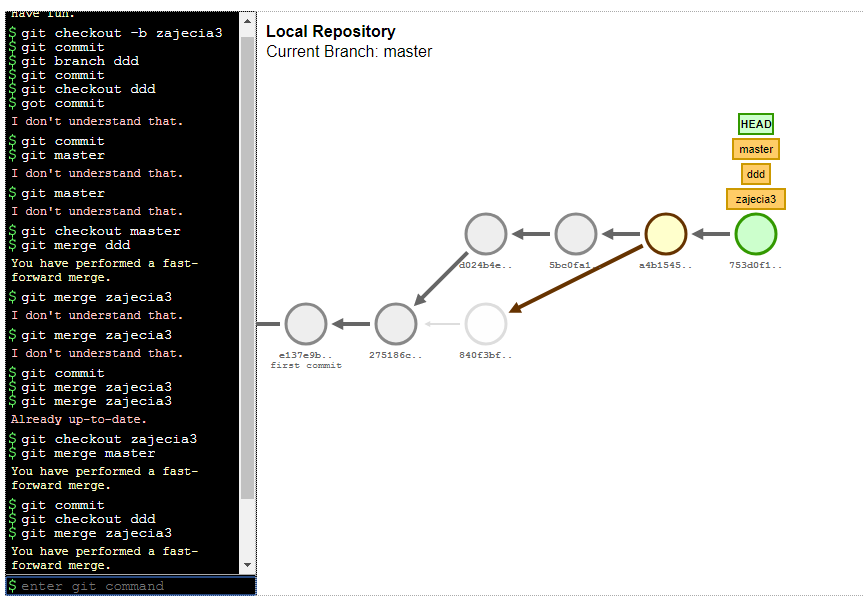 Have fun.
$ git checkout -b zajecia3
$ git commit
$ git branch ddd
$ git commit
$ git checkout ddd
$ got commit
I don't understand that.
$ git commit
$ git master
I don't understand that.
$ git master
I don't understand that.
$ git checkout master
$ git merge ddd
You have performed a fast-
forward merge.
$ git merge zajecia3
I don't understand that.
$ git merge zajecia3
I don't understand that.
$ git commit
$ git merge zajecia3
$ git merge zajecia3
Already up-to-date.
$ git checkout zajecia3
$ git merge master
You have performed a fast-
forward merge.
$ git commit
$ git checkout ddd
$ git merge zajecia3
You have performed a fast-
forward merge.
$ enter git command
Local Repository
Current Branch: master
HEAD
master
ddd
zajecia3
d024b4e..
5bc0fa1..
a4b1545..
753d0f1..
e137e9b..
first commit
275186c..
840f3bf..